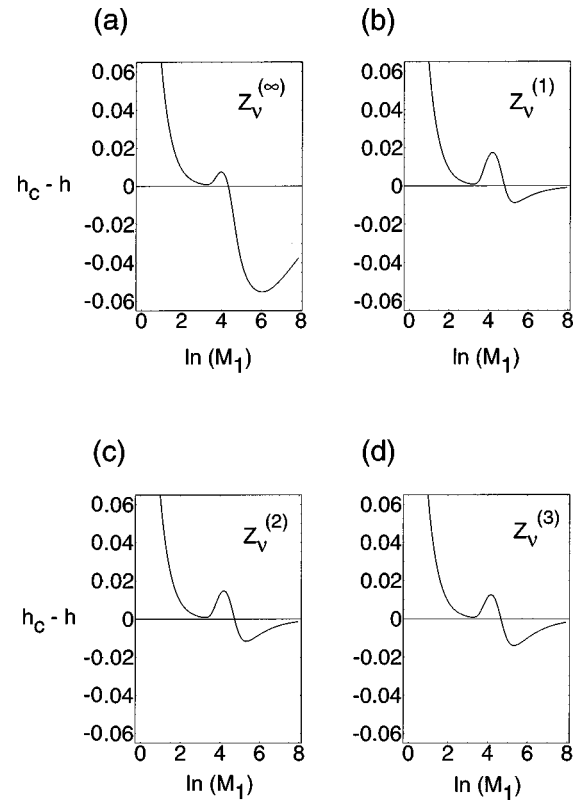 (a)
0.06
0.04
0.02
0
-0.02
-0.04
-0.06
h_c - h
Z_ν^(∞)
0 2 4 6 8
ln (M_1)
(b)
0.06
0.04
0.02
0
-0.02
-0.04
-0.06
Z_ν^(1)
0 2 4 6 8
ln (M_1)
(c)
0.06
0.04
0.02
0
-0.02
-0.04
-0.06
h_c - h
Z_ν^(2)
0 2 4 6 8
ln (M_1)
(d)
0.06
0.04
0.02
0
-0.02
-0.04
-0.06
Z_ν^(3)
0 2 4 6 8
ln (M_1)